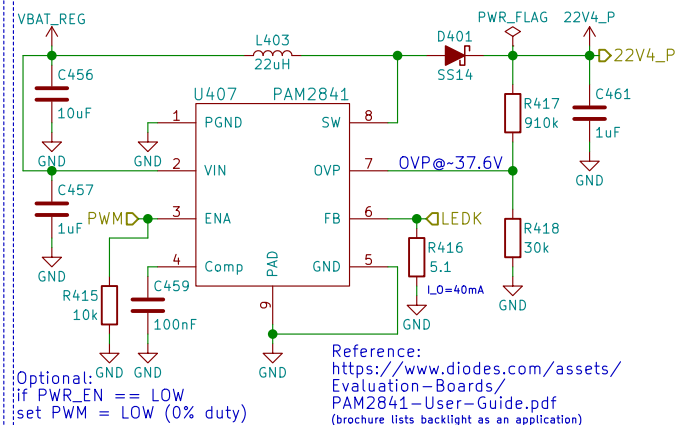 VBAT_REG
PWR_FLAG
22V4_P
L403
22uH
D401
SS14
22V4_P
C456
10uF
GND
U407
PAM2841
1
PGND
SW
8
GND
R417
910k
C461
1uF
GND
2
VIN
OVP
7
OVP@~37.6V
C457
1uF
GND
PWM
3
ENA
FB
6
LEDK
R416
5.1
I_O=40mA
GND
R418
30k
GND
4
Comp
PAD
GND
5
9
R415
10k
GND
C459
100nF
GND
GND
Optional:
if PWR_EN == LOW
set PWM = LOW (0% duty)
Reference:
https://www.diodes.com/assets/
Evaluation-Boards/
PAM2841-User-Guide.pdf
(brochure lists backlight as an application)